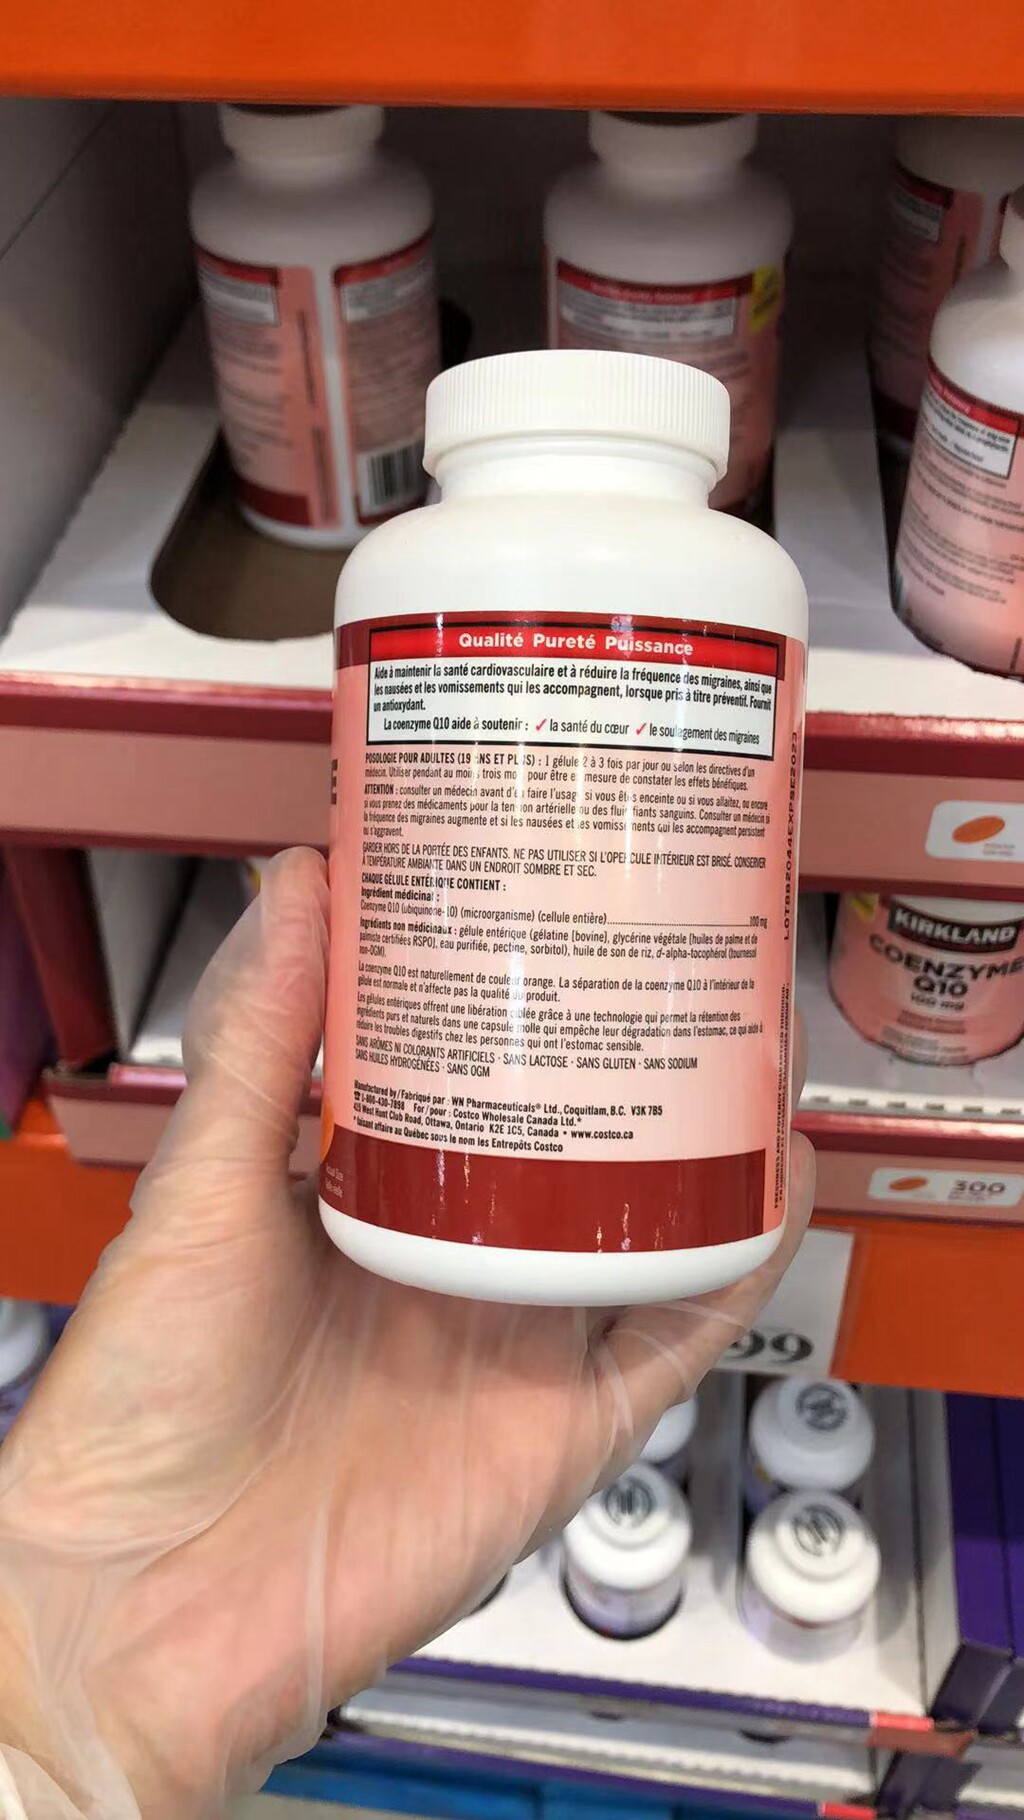 Qualité Pureté Puissance
Aide à maintenir la santé cardiovasculaire et à réduire la fréquence des migraines, ainsi que
les nausées et les vomissements qui les accompagnent, lorsque pris à titre préventif. Fournit
un antioxydant.
La coenzyme Q10 aide à soutenir : ✓ la santé du cœur ✓ le soulagement des migraines
POSOLOGIE POUR ADULTES (19 ANS ET PLUS) : 1 gélule 2 à 3 fois par jour ou selon les directives d'un
médecin. Utiliser pendant au moins trois mois pour être en mesure de constater les effets bénéfiques.
ATTENTION : consulter un médecin avant d'en faire l'usage si vous êtes enceinte ou si vous allaitez, ou encore
si vous prenez des médicaments pour la tension artérielle ou des fluidifiants sanguins. Consulter un médecin si
la fréquence des migraines augmente et si les nausées et les vomissements qui les accompagnent persistent
ou s'aggravent.
GARDER HORS DE LA PORTÉE DES ENFANTS. NE PAS UTILISER SI L'OPERCULE INTÉRIEUR EST BRISÉ. CONSERVER
À TEMPÉRATURE AMBIANTE DANS UN ENDROIT SOMBRE ET SEC.
CHAQUE GÉLULE ENTÉRIQUE CONTIENT :
Ingrédient médicinal :
Coenzyme Q10 (ubiquinone-10) (microorganisme) (cellule entière)........100 mg
Ingrédients non médicinaux : gélule entérique (gélatine [bovine], glycérine végétale [huiles de palme et de
palmiste certifiées RSPO], eau purifiée, pectine, sorbitol), huile de son de riz, d-alpha-tocophérol (tournesol
non-OGM).
La coenzyme Q10 est naturellement de couleur orange. La séparation de la coenzyme Q10 à l'intérieur de la
gélule est normale et n'affecte pas la qualité du produit.
Les gélules entériques offrent une libération ciblée grâce à une technologie qui permet la rétention des
ingrédients purs et naturels dans une capsule molle qui empêche leur dégradation dans l'estomac, ce qui aide à
réduire les troubles digestifs chez les personnes qui ont l'estomac sensible.
SANS ARÔMES NI COLORANTS ARTIFICIELS · SANS LACTOSE · SANS GLUTEN · SANS SODIUM
SANS HUILES HYDROGÉNÉES · SANS OGM
Manufactured by / Fabriqué par : WN Pharmaceuticals® Ltd., Coquitlam, B.C. V3K 7B5
☎ 1-800-430-7898 For / pour : Costco Wholesale Canada Ltd.*
415 West Hunt Club Road, Ottawa, Ontario K2E 1C5, Canada • www.costco.ca
* faisant affaire au Québec sous le nom les Entrepôts Costco
E
Actual Size
KIRKLAND
COENZYME
Q10
100 mg
300
99